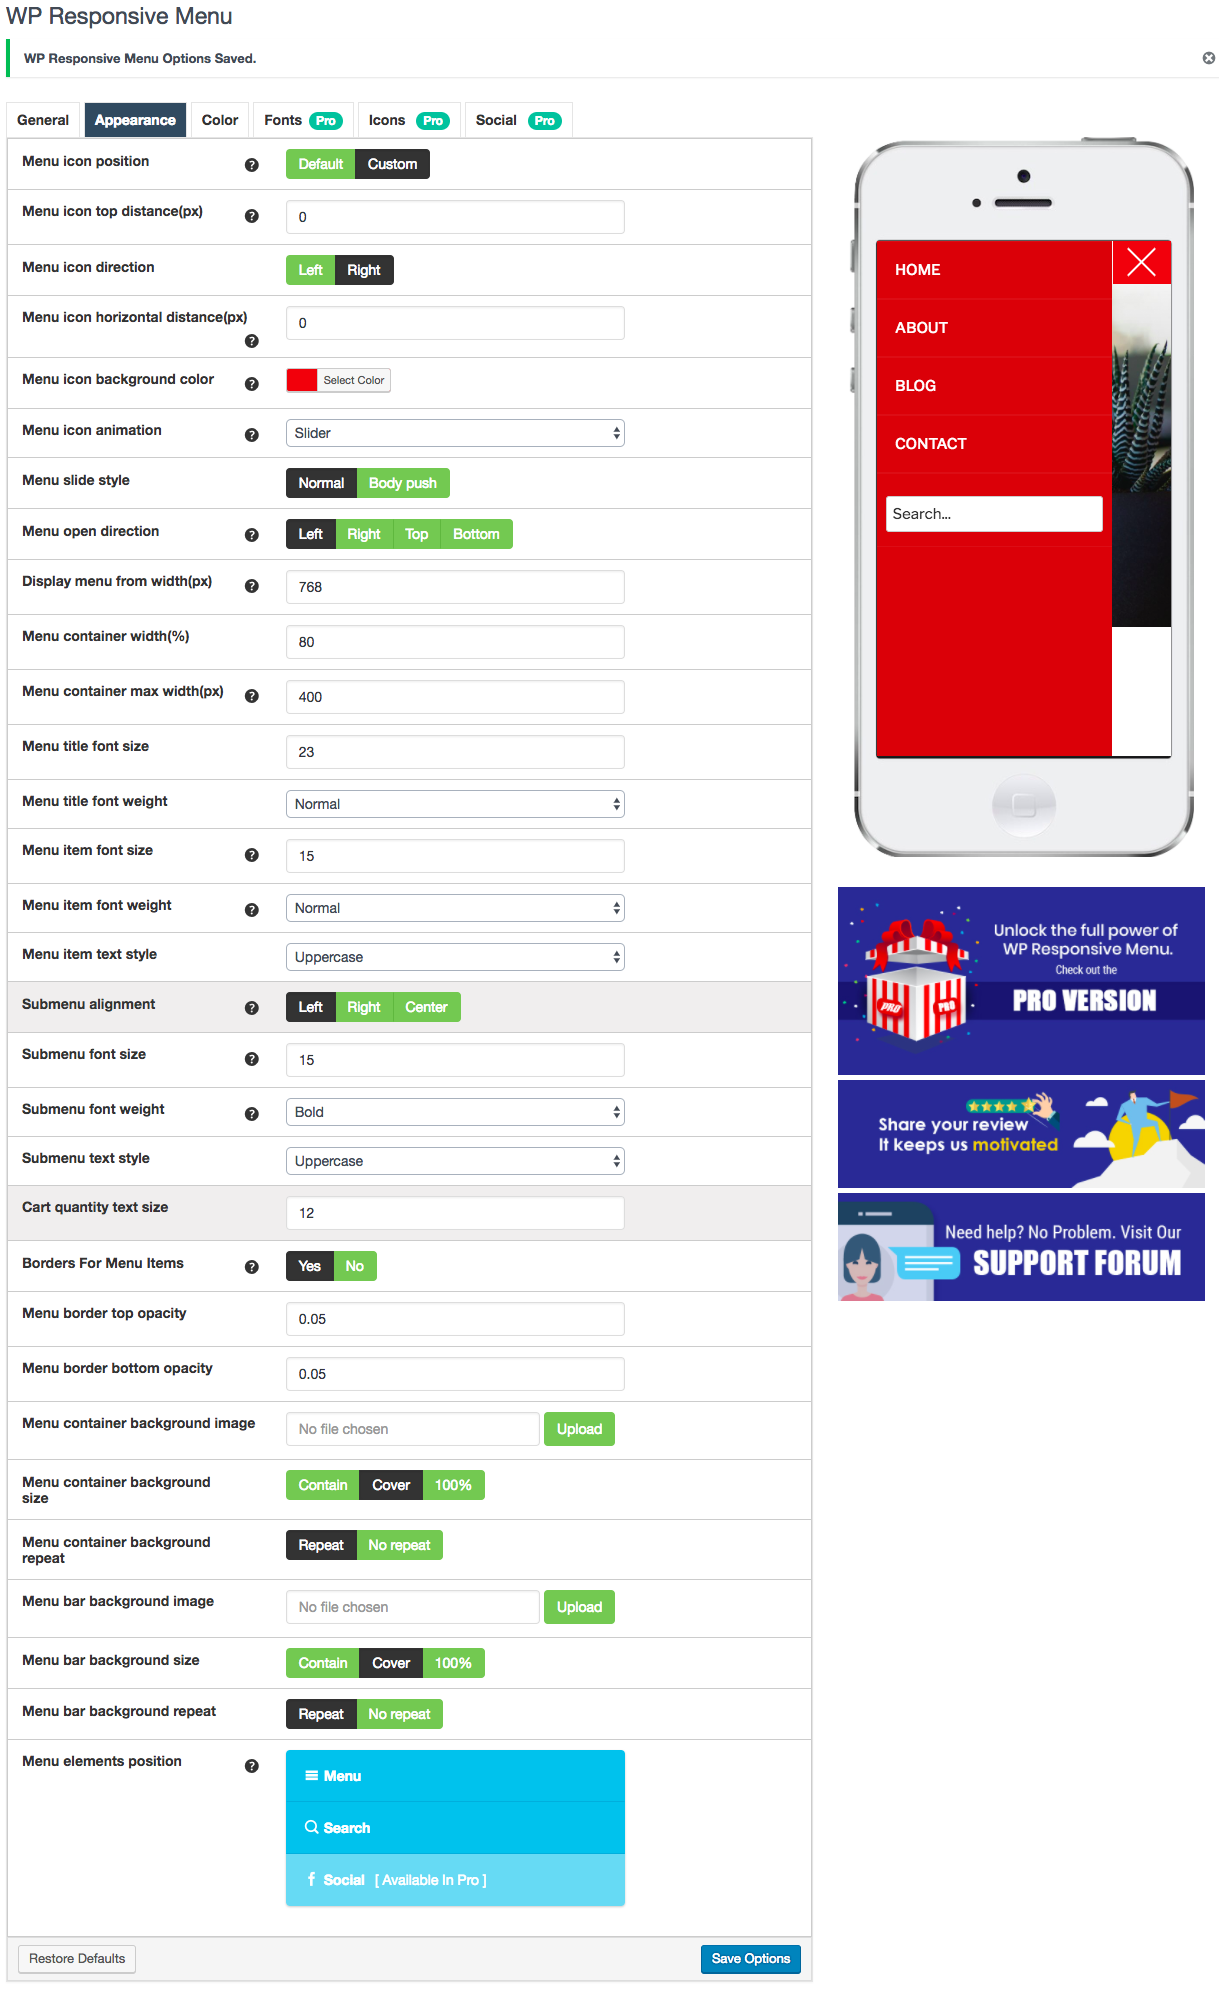 WP Responsive Menu
WP Responsive Menu Options Saved.
General Appearance Color Fonts Pro Icons Pro Social Pro
Menu icon position ? Default Custom
Menu icon top distance(px) ? 0
Menu icon direction Left Right
Menu icon horizontal distance(px) ? 0
Menu icon background color ? Select Color
Menu icon animation ? Slider
Menu slide style Normal Body push
Menu open direction ? Left Right Top Bottom
Display menu from width(px) ? 768
Menu container width(%) 80
Menu container max width(px) ? 400
Menu title font size 23
Menu title font weight Normal
Menu item font size ? 15
Menu item font weight ? Normal
Menu item text style Uppercase
Submenu alignment ? Left Right Center
Submenu font size ? 15
Submenu font weight ? Bold
Submenu text style Uppercase
Cart quantity text size 12
Borders For Menu Items ? Yes No
Menu border top opacity 0.05
Menu border bottom opacity 0.05
Menu container background image No file chosen Upload
Menu container background
size Contain Cover 100%
Menu container background
repeat Repeat No repeat
Menu bar background image No file chosen Upload
Menu bar background size Contain Cover 100%
Menu bar background repeat Repeat No repeat
Menu elements position ? Menu
Search
Social [ Available in Pro ]
Restore Defaults Save Options
HOME
ABOUT
BLOG
CONTACT
Search...
Unlock the full power of
WP Responsive Menu.
Check out the
PRO VERSION
PRO PRO
Share your review
It keeps us motivated
Need help? No Problem. Visit Our
SUPPORT FORUM